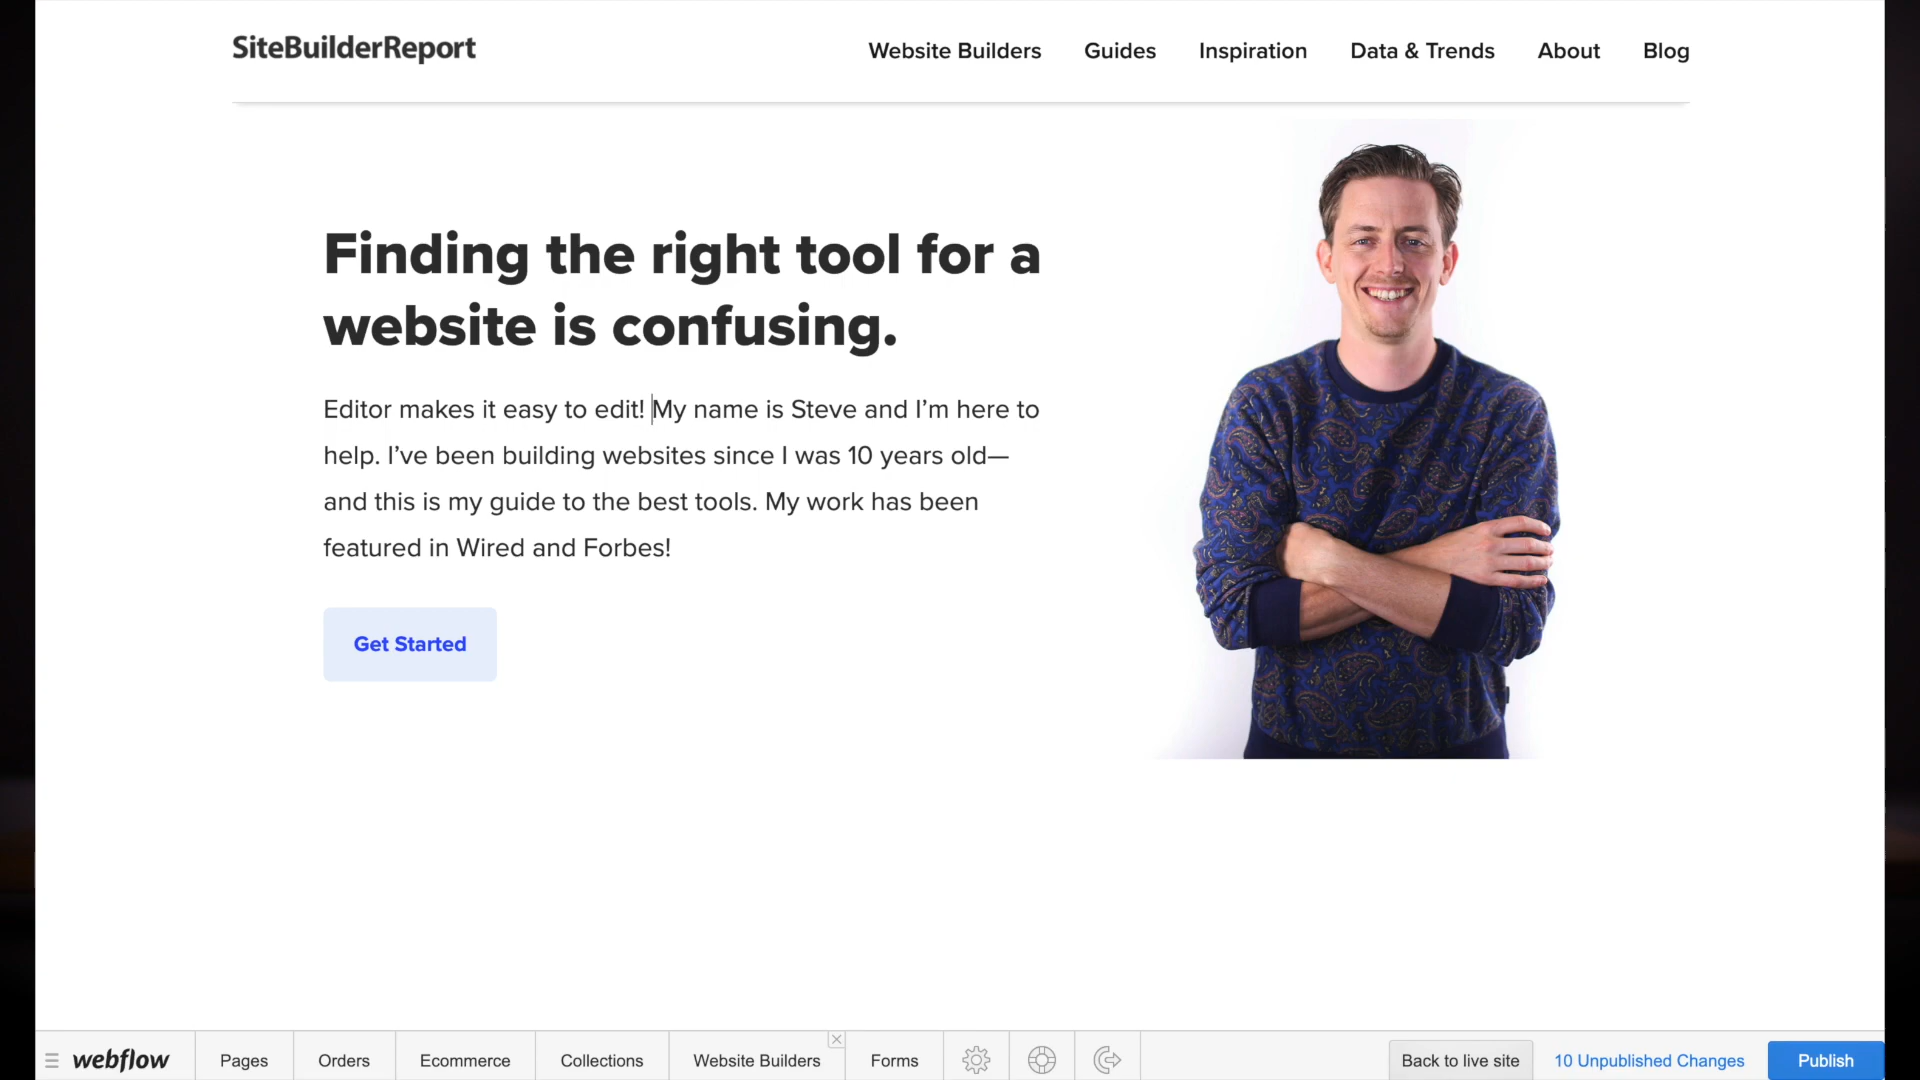 SiteBuilderReport
Website Builders
Guides
Inspiration
Data & Trends
About
Blog
Finding the right tool for a
website is confusing.
Editor makes it easy to edit! My name is Steve and I’m here to
help. I’ve been building websites since I was 10 years old—
and this is my guide to the best tools. My work has been
featured in Wired and Forbes!
Get Started
webflow
Pages
Orders
Ecommerce
Collections
Website Builders
Forms
Back to live site
10 Unpublished Changes
Publish